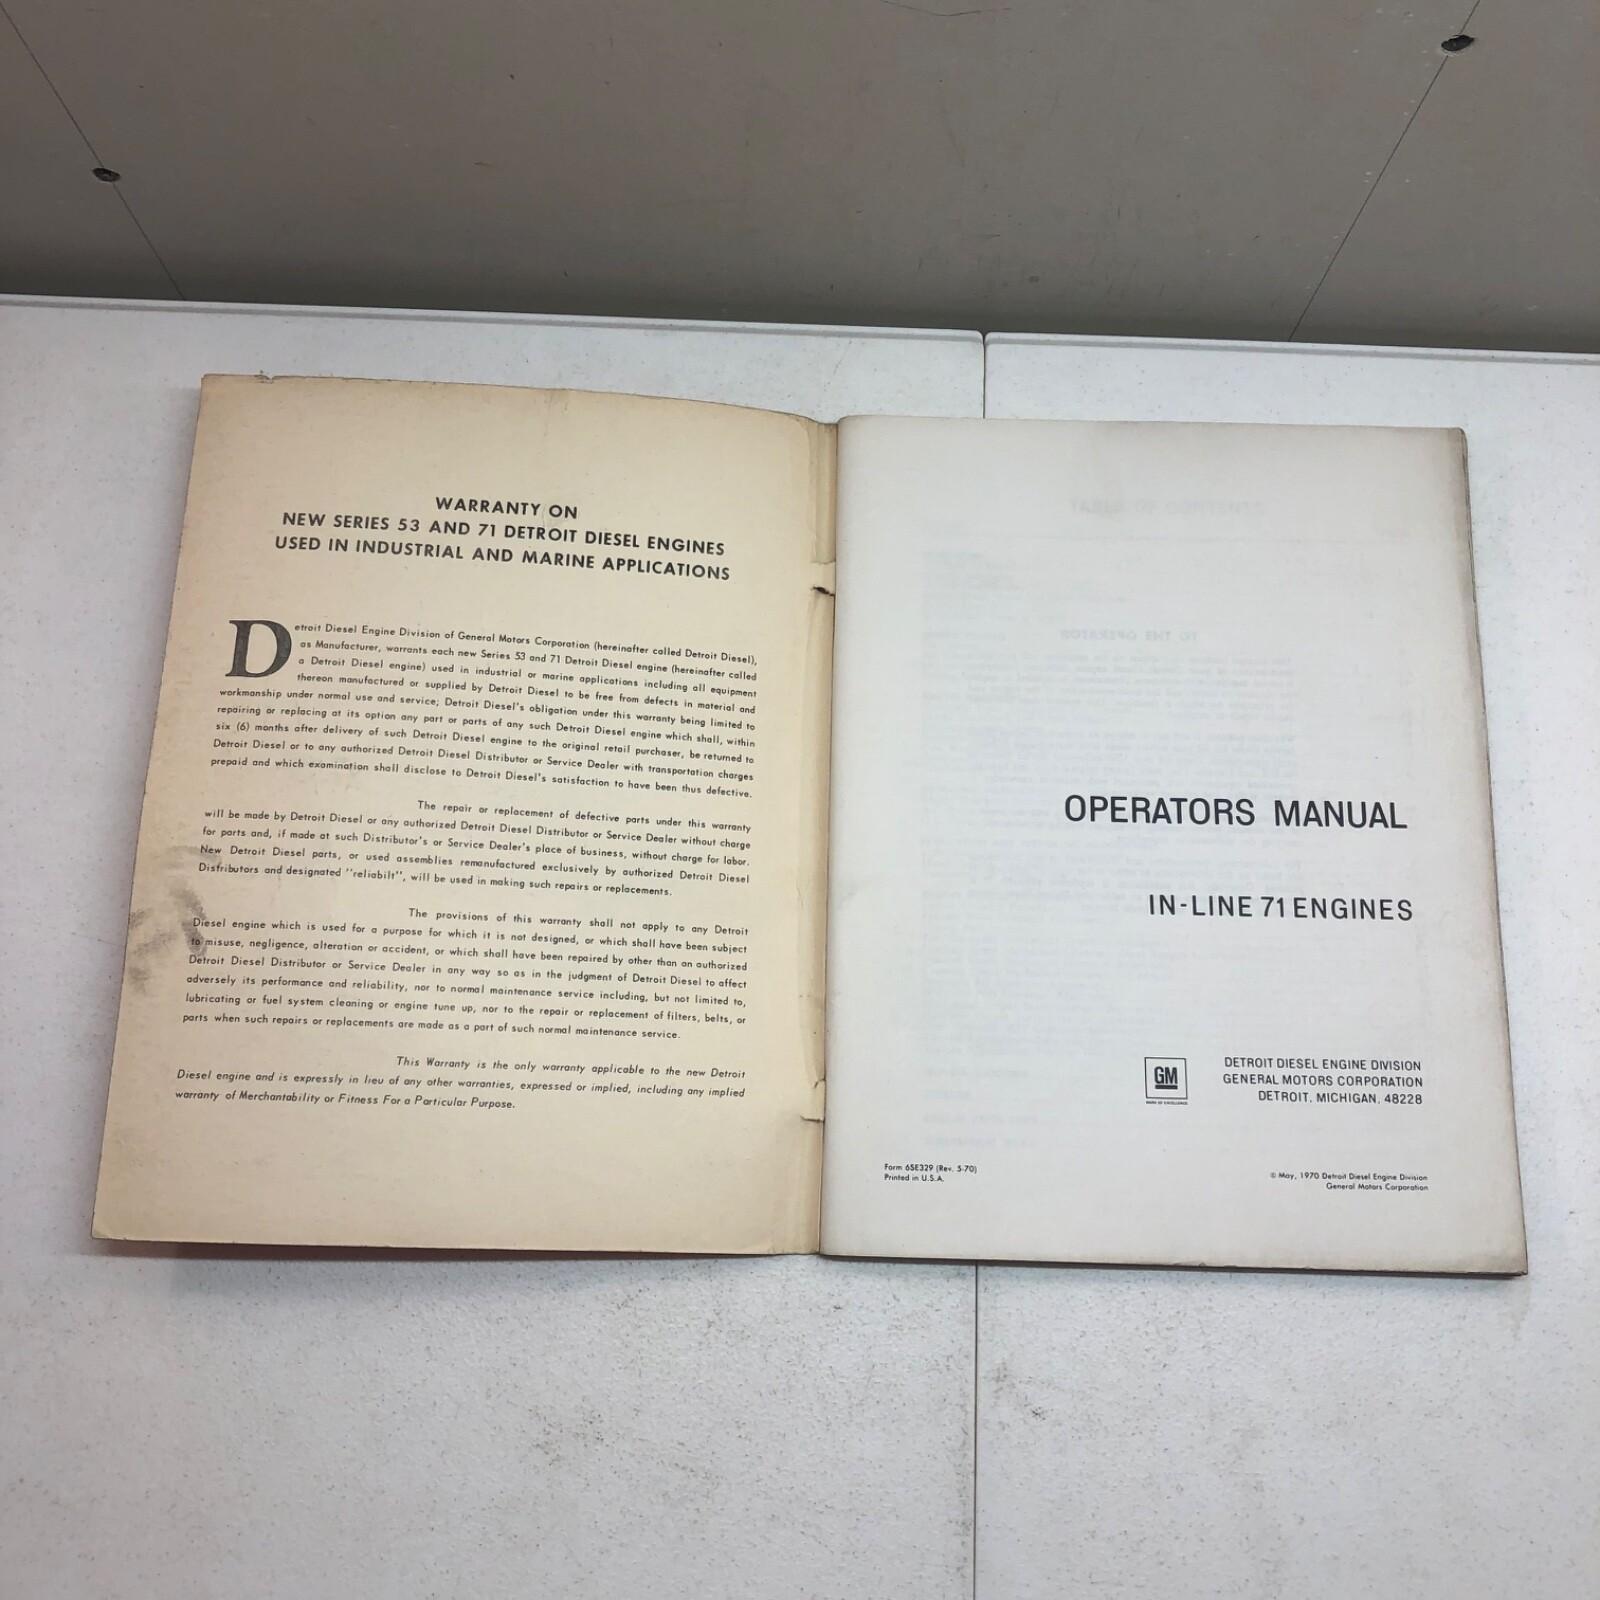 WARRANTY ON
NEW SERIES 53 AND 71 DETROIT DIESEL ENGINES
USED IN INDUSTRIAL AND MARINE APPLICATIONS
Detroit Diesel Engine Division of General Motors Corporation (hereinafter called Detroit Diesel),
as Manufacturer, warrants each new Series 53 and 71 Detroit Diesel engine (hereinafter called
a Detroit Diesel engine) used in industrial or marine applications including all equipment
thereon manufactured or supplied by Detroit Diesel to be free from defects in material and
workmanship under normal use and service; Detroit Diesel's obligation under this warranty being limited to
repairing or replacing at its option any part or parts of any such Detroit Diesel engine which shall, within
six (6) months after delivery of such Detroit Diesel engine to the original retail purchaser, be returned to
Detroit Diesel or to any authorized Detroit Diesel Distributor or Service Dealer with transportation charges
prepaid and which examination shall disclose to Detroit Diesel's satisfaction to have been thus defective.
The repair or replacement of defective parts under this warranty
will be made by Detroit Diesel or any authorized Detroit Diesel Distributor or Service Dealer without charge
for parts and, if made at such Distributor's or Service Dealer's place of business, without charge for labor.
New Detroit Diesel parts, or used assemblies remanufactured exclusively by authorized Detroit Diesel
Distributors and designated "reliabilt", will be used in making such repairs or replacements.
The provisions of this warranty shall not apply to any Detroit
Diesel engine which is used for a purpose for which it is not designed, or which shall have been subject
to misuse, negligence, alteration or accident, or which shall have been repaired by other than an authorized
Detroit Diesel Distributor or Service Dealer in any way so as in the judgment of Detroit Diesel to affect
adversely its performance and reliability, nor to normal maintenance service including, but not limited to,
lubricating or fuel system cleaning or engine tune up, nor to the repair or replacement of filters, belts, or
parts when such repairs or replacements are made as a part of such normal maintenance service.
This Warranty is the only warranty applicable to the new Detroit
Diesel engine and is expressly in lieu of any other warranties, expressed or implied, including any implied
warranty of Merchantability or Fitness For a Particular Purpose.
OPERATORS MANUAL
IN-LINE 71 ENGINES
GM
MARK OF EXCELLENCE
DETROIT DIESEL ENGINE DIVISION
GENERAL MOTORS CORPORATION
DETROIT, MICHIGAN, 48228
Form 6SE329 (Rev. 5-70)
Printed in U.S.A.
© May, 1970 Detroit Diesel Engine Division
General Motors Corporation